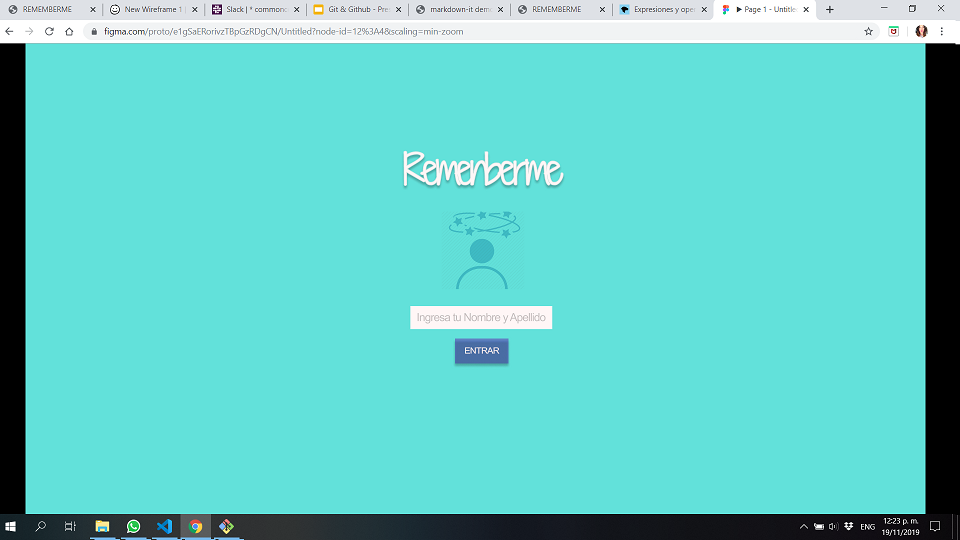 REMEMBERME
New Wireframe 1
Slack | * common
Git & Github - Pres
markdown-it demo
REMEMBERME
Expresiones y ope
▶ Page 1 - Untitle
figma.com/proto/e1gSaERorivzTBpGzRDgCN/Untitled?node-id=12%3A4&scaling=min-zoom
Rememberme
Ingresa tu Nombre y Apellido
ENTRAR
ENG
12:23 p. m.
19/11/2019